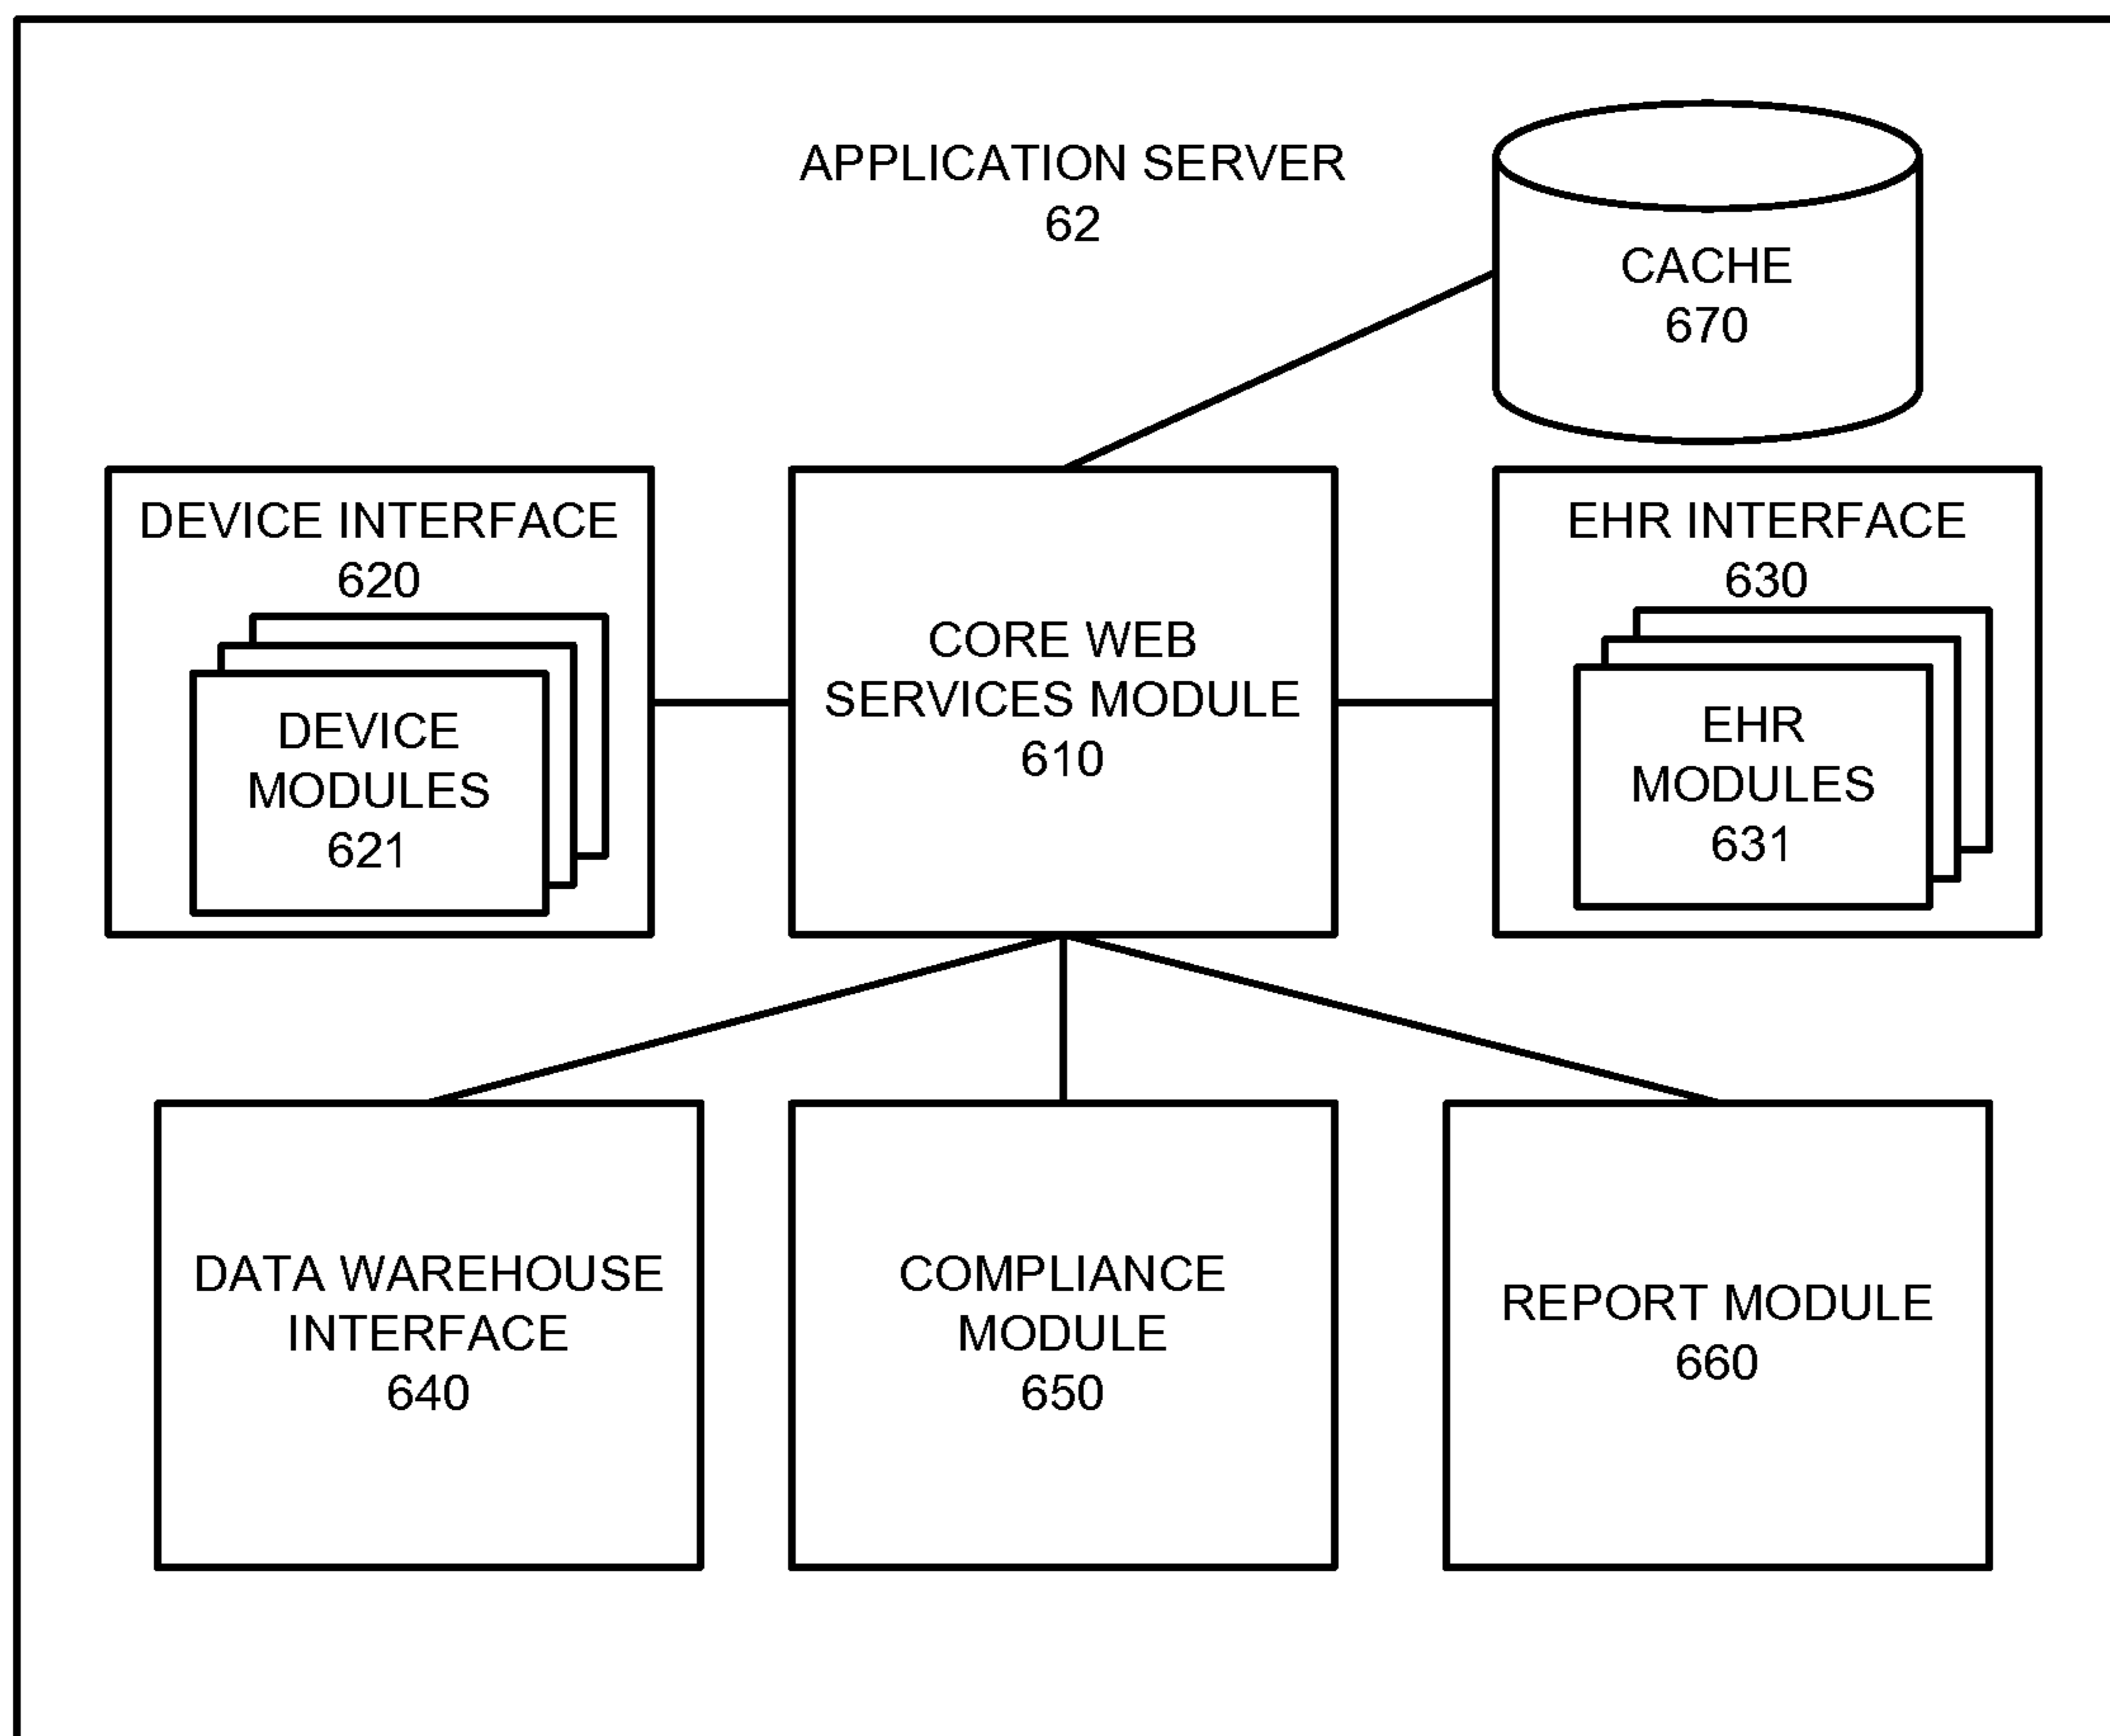 APPLICATION SERVER
62
CACHE
670
DEVICE INTERFACE
620
DEVICE
MODULES
621
CORE WEB
SERVICES MODULE
610
EHR INTERFACE
630
EHR
MODULES
631
DATA WAREHOUSE
INTERFACE
640
COMPLIANCE
MODULE
650
REPORT MODULE
660